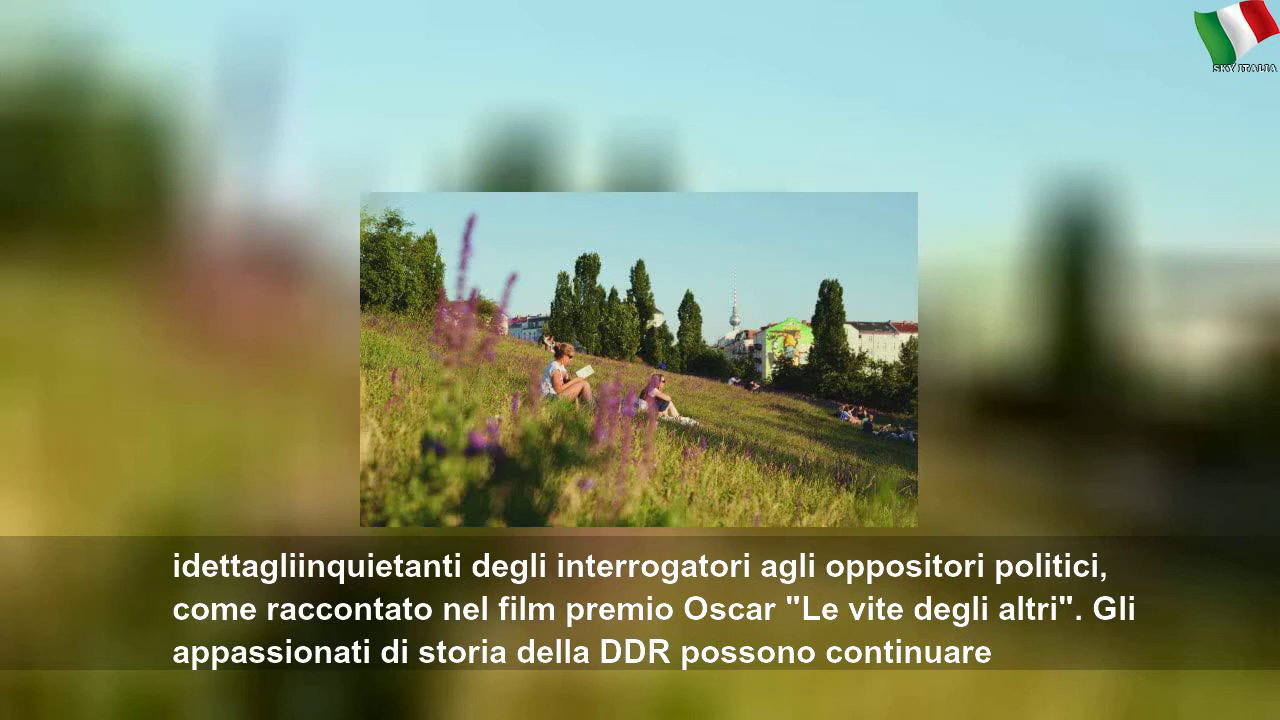 SKY ITALIA
idettagliinquietanti degli interrogatori agli oppositori politici,
come raccontato nel film premio Oscar "Le vite degli altri". Gli
appassionati di storia della DDR possono continuare